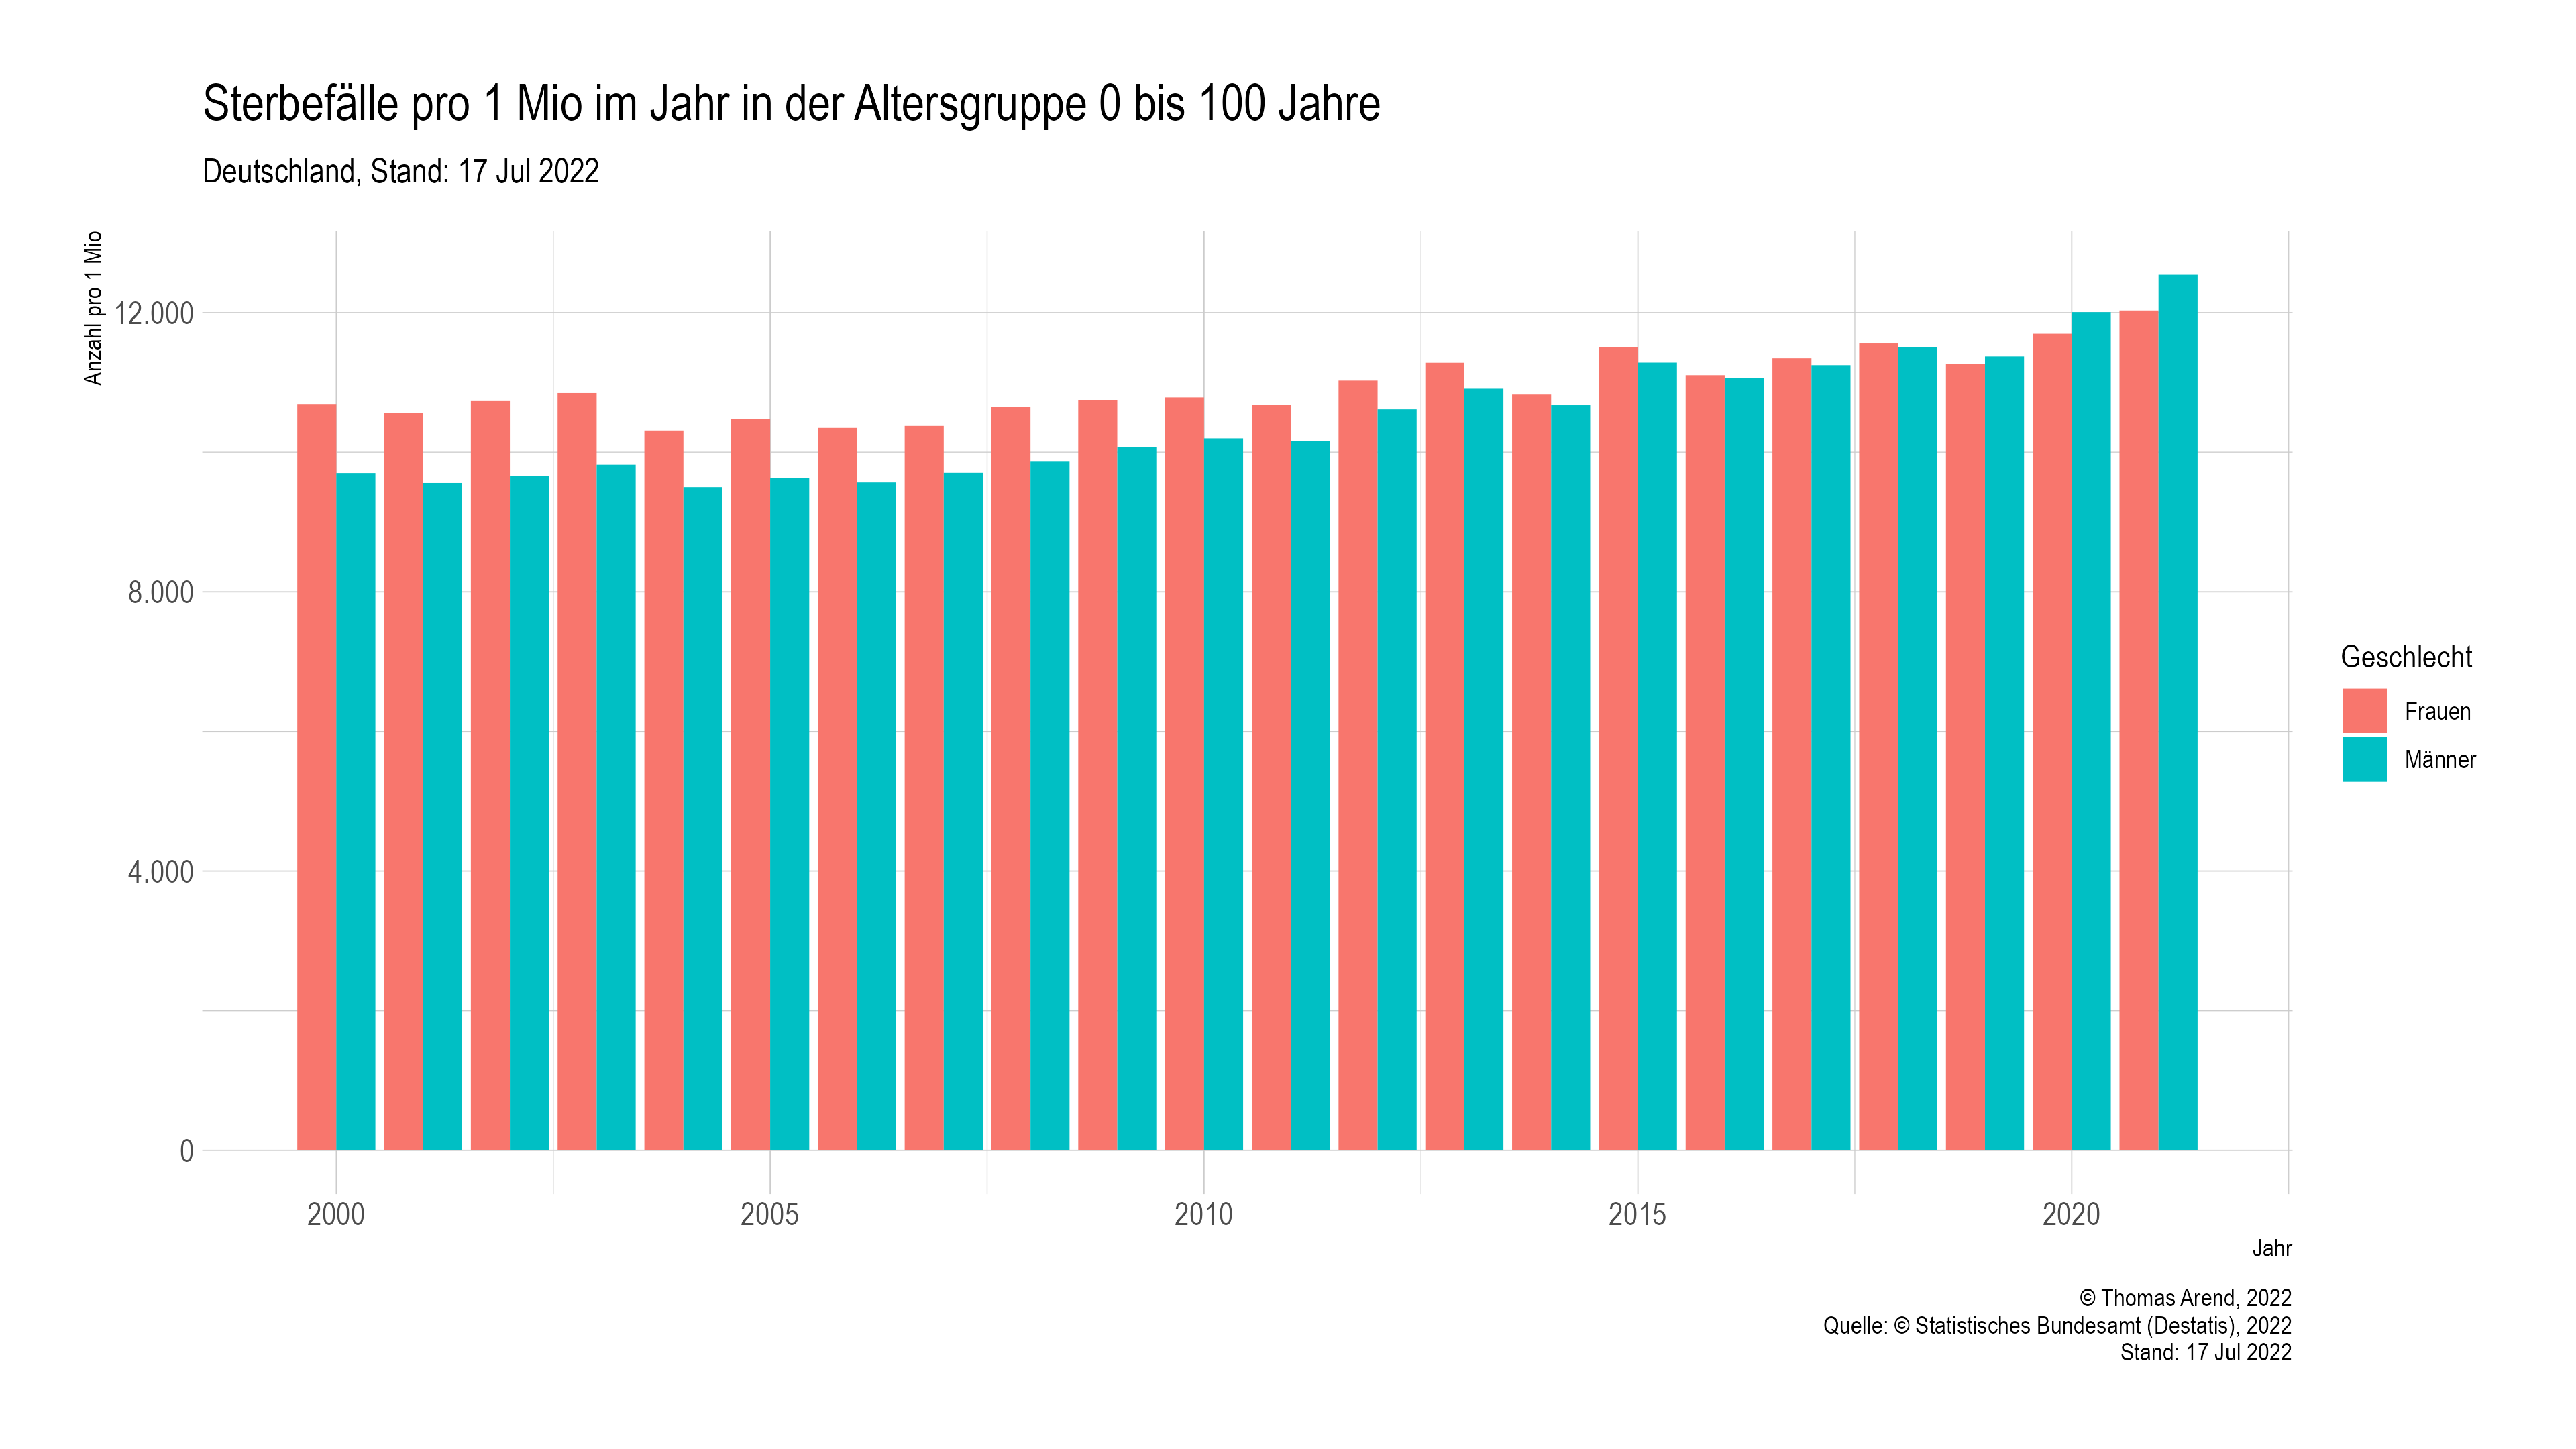 Sterbefälle pro 1 Mio im Jahr in der Altersgruppe 0 bis 100 Jahre
Deutschland, Stand: 17 Jul 2022
Anzahl pro 1 Mio
12.000
8.000
4.000
0
2000
2005
2010
2015
2020
Jahr
Geschlecht
Frauen
Männer
© Thomas Arend, 2022
Quelle: © Statistisches Bundesamt (Destatis), 2022
Stand: 17 Jul 2022